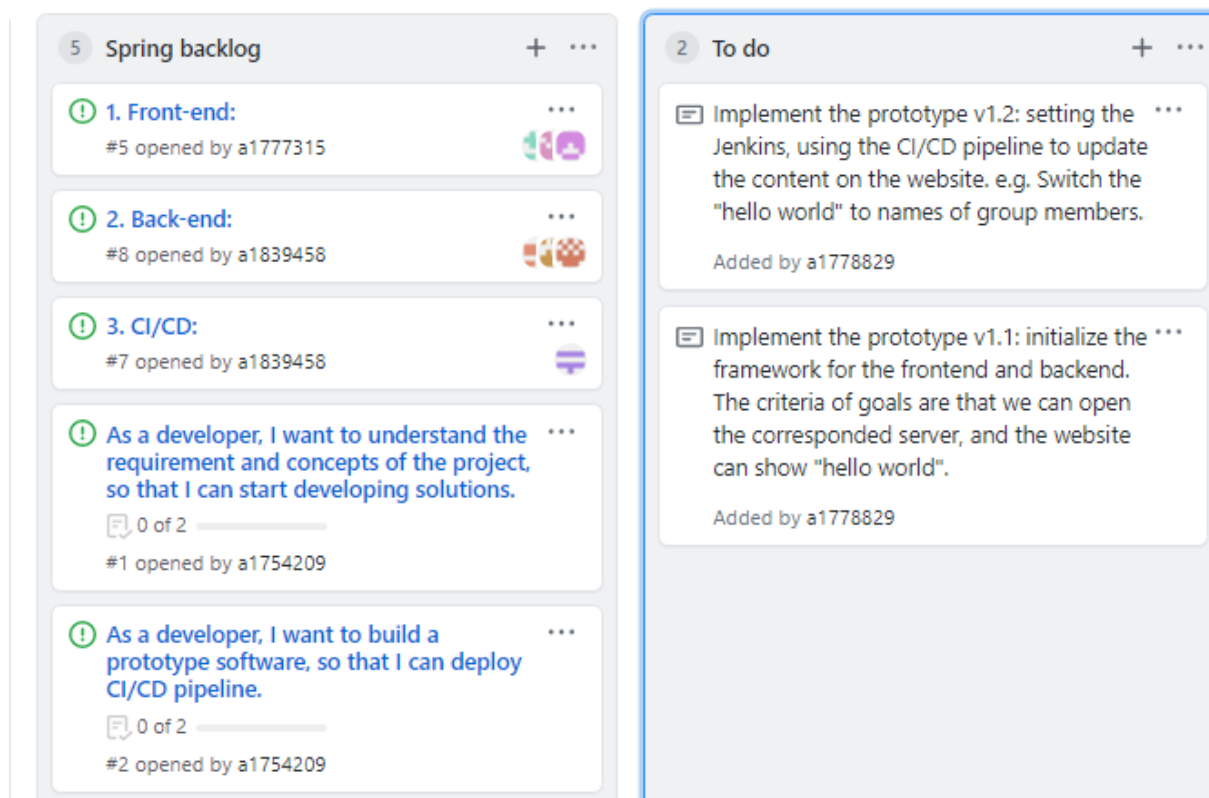 5 Spring backlog
1. Front-end:
#5 opened by a1777315
2. Back-end:
#8 opened by a1839458
3. CI/CD:
#7 opened by a1839458
As a developer, I want to understand the
requirement and concepts of the project,
so that I can start developing solutions.
0 of 2
#1 opened by a1754209
As a developer, I want to build a
prototype software, so that I can deploy
CI/CD pipeline.
0 of 2
#2 opened by a1754209
2 To do
Implement the prototype v1.2: setting the
Jenkins, using the CI/CD pipeline to update
the content on the website. e.g. Switch the
"hello world" to names of group members.
Added by a1778829
Implement the prototype v1.1: initialize the
framework for the frontend and backend.
The criteria of goals are that we can open
the corresponded server, and the website
can show "hello world".
Added by a1778829